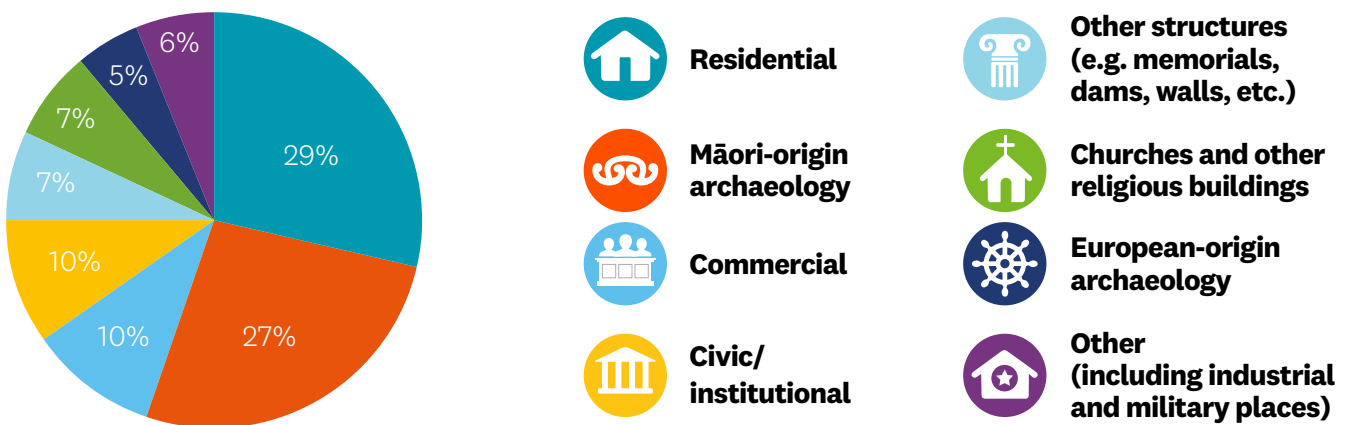 6%
5%
7%
29%
7%
10%
10%
27%
Residential
Māori-origin
archaeology
Commercial
Civic/
institutional
Other structures
(e.g. memorials,
dams, walls, etc.)
Churches and other
religious buildings
European-origin
archaeology
Other
(including industrial
and military places)